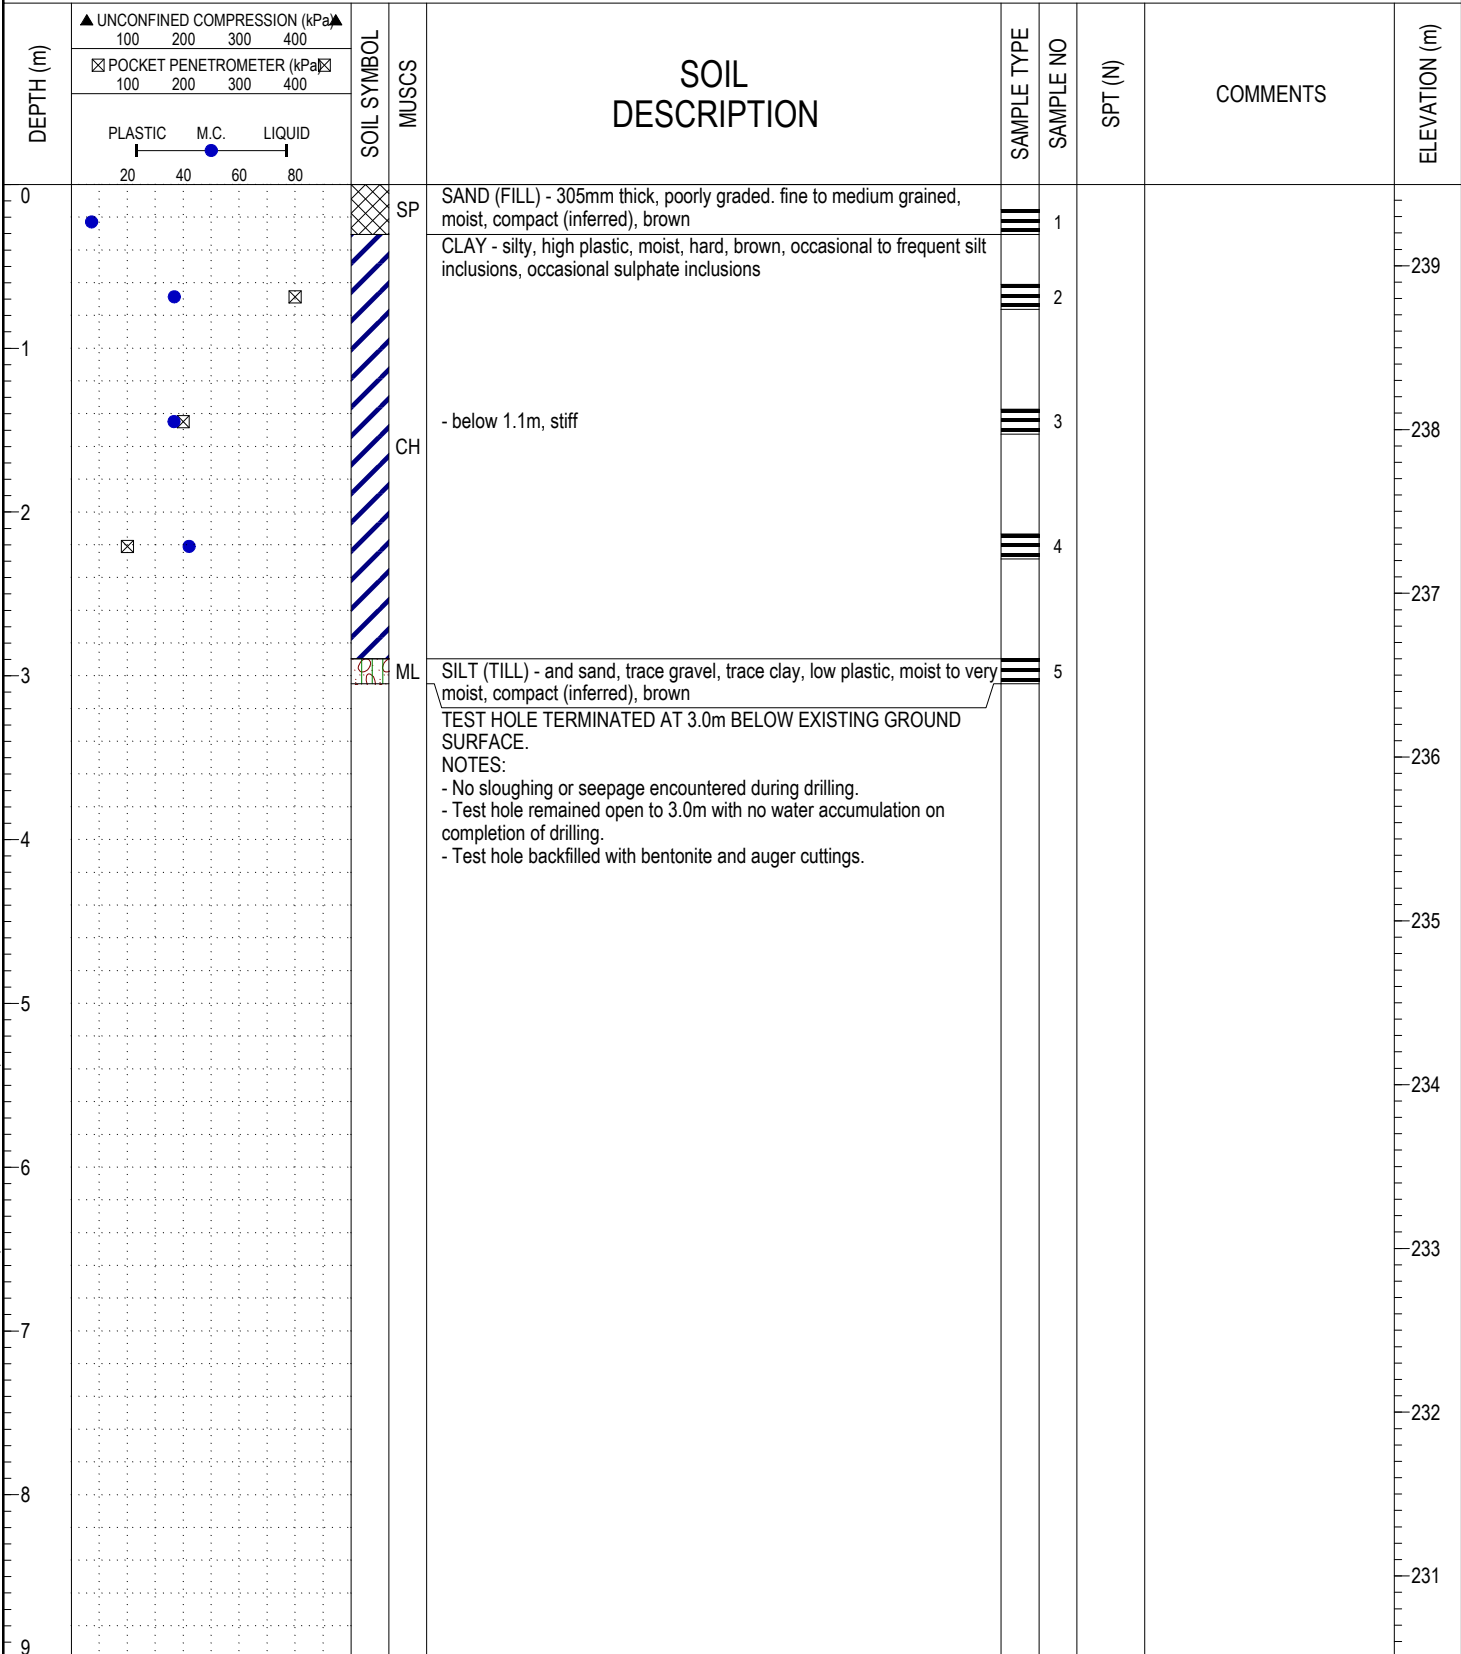 DEPTH (m)
UNCONFINED COMPRESSION (kPa)
100 200 300 400
POCKET PENETROMETER (kPa)
100 200 300 400
PLASTIC M.C. LIQUID
20 40 60 80
SOIL SYMBOL
MUSCS
SOIL
DESCRIPTION
SAMPLE TYPE
SAMPLE NO
SPT (N)
COMMENTS
ELEVATION (m)
0
SP
SAND (FILL) - 305mm thick, poorly graded. fine to medium grained,
moist, compact (inferred), brown
1
CLAY - silty, high plastic, moist, hard, brown, occasional to frequent silt
inclusions, occasional sulphate inclusions
239
2
1
- below 1.1m, stiff
3
238
CH
2
4
237
3
ML
SILT (TILL) - and sand, trace gravel, trace clay, low plastic, moist to very
moist, compact (inferred), brown
5
TEST HOLE TERMINATED AT 3.0m BELOW EXISTING GROUND
SURFACE.
236
NOTES:
- No sloughing or seepage encountered during drilling.
- Test hole remained open to 3.0m with no water accumulation on
completion of drilling.
- Test hole backfilled with bentonite and auger cuttings.
4
235
5
234
6
233
7
232
8
231
9